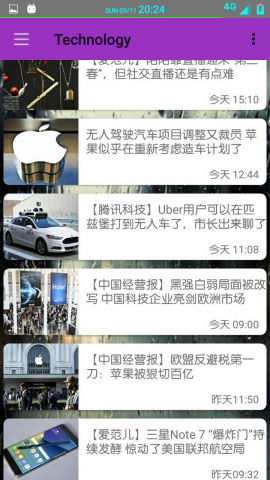 SUN 09/11 20:24
4G
Technology
【爱范儿】陌陌靠直播迎来“第二
春”，但社交直播还是有点难
今天 15:10
无人驾驶汽车项目调整又裁员 苹
果似乎在重新考虑造车计划了
今天 12:44
【腾讯科技】Uber用户可以在匹
兹堡打到无人车了，市长出来聊了
今天 11:08
【中国经营报】黑强白弱局面被改
写 中国科技企业亮剑欧洲市场
今天 09:00
Haier
【中国经营报】欧盟反避税第一
刀：苹果被狠切百亿
昨天11:50
【爱范儿】三星Note 7 “爆炸门”持
续发酵 惊动了美国联邦航空局
昨天09:32